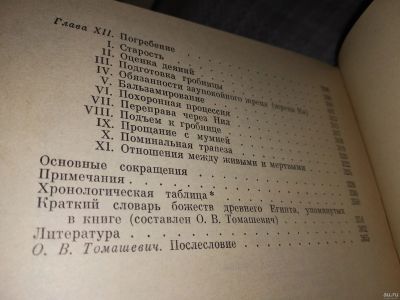 Глава XII. Погребение
I. Старость
II. Оценка деяний
III. Подготовка гробницы
IV. Обязанности заупокойного жреца (жреца Ка)
V. Бальзамирование
VI. Похоронная процессия
VII. Переправа через Нил
VIII. Подъем к гробнице
IX. Прощание с мумией
X. Поминальная трапеза
XI. Отношения между живыми и мертвыми
Основные сокращения
Примечания
Хронологическая таблица*
Краткий словарь божеств древнего Египта, упомянутых
в книге (составлен О. В. Томашевич)
Литература
О. В. Томашевич. Послесловие
au.ru